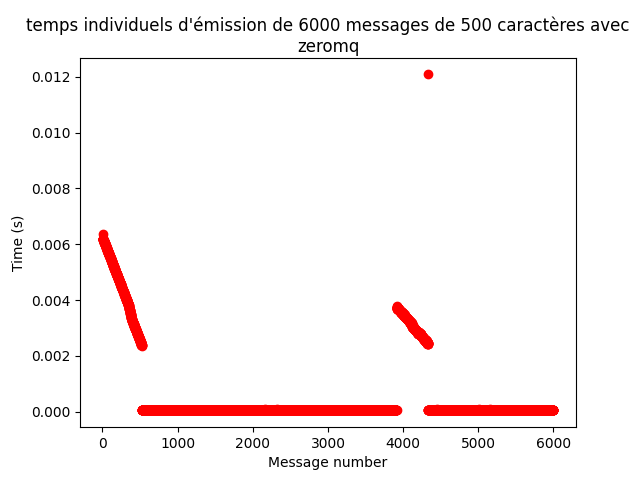 temps individuels d'émission de 6000 messages de 500 caractères avec
zeromq
0.012
0.010
0.008
0.006
0.004
0.002
0.000
Time (s)
0 1000 2000 3000 4000 5000 6000
Message number